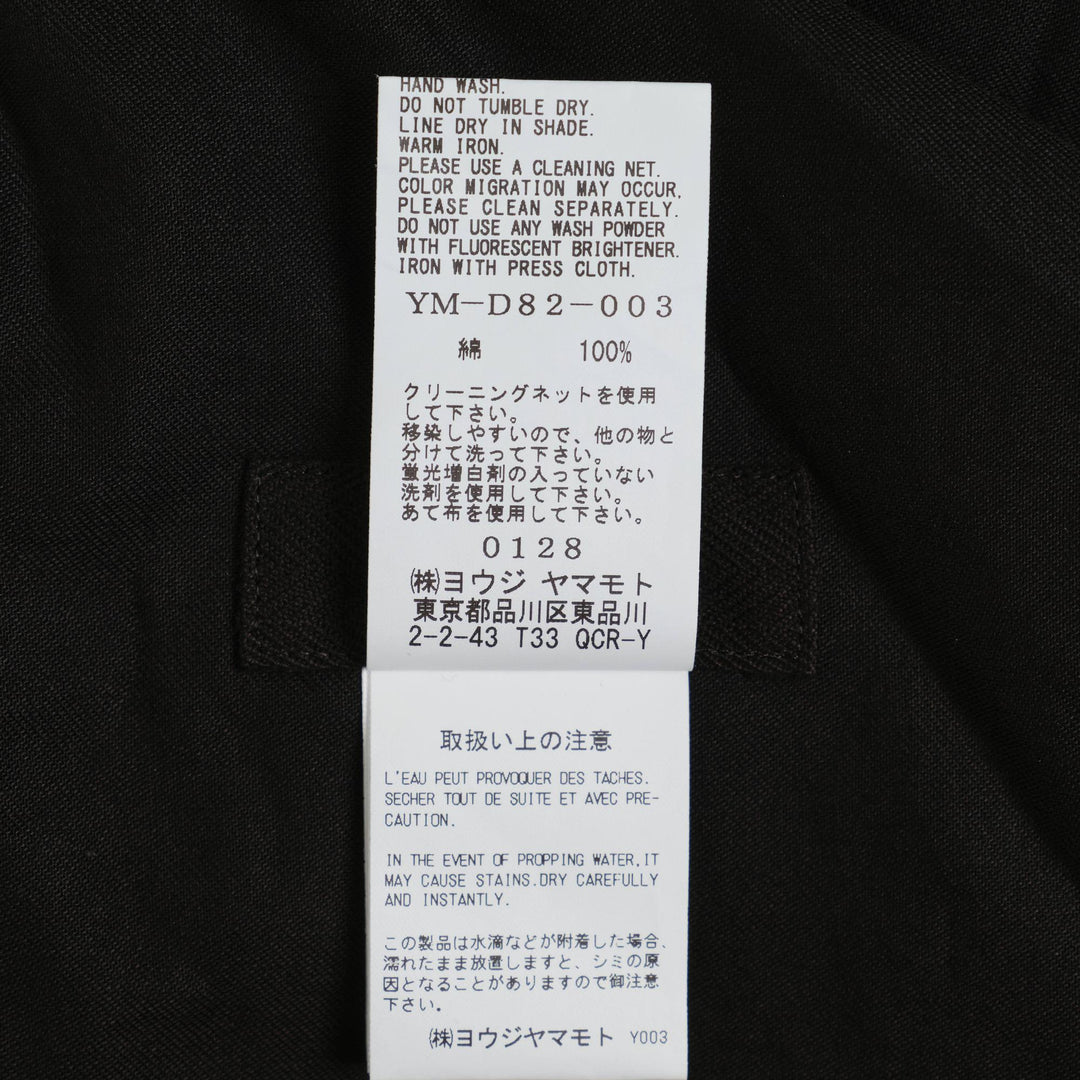 HAND WASH.
DO NOT TUMBLE DRY.
LINE DRY IN SHADE.
WARM IRON.
PLEASE USE A CLEANING NET.
COLOR MIGRATION MAY OCCUR,
PLEASE CLEAN SEPARATELY.
DO NOT USE ANY WASH POWDER
WITH FLUORESCENT BRIGHTENER.
IRON WITH PRESS CLOTH.
YM-D82-003
綿 100%
クリーニングネットを使用
して下さい。
移染しやすいので、他の物と
分けて洗って下さい。
蛍光増白剤の入っていない
洗剤を使用して下さい。
あて布を使用して下さい。
0128
㈱ヨウジ ヤマモト
東京都品川区東品川
2-2-43 T33 QCR-Y
取扱い上の注意
L'EAU PEUT PROVOQUER DES TACHES.
SECHER TOUT DE SUITE ET AVEC PRE-
CAUTION.
IN THE EVENT OF PROPPING WATER,IT
MAY CAUSE STAINS.DRY CAREFULLY
AND INSTANTLY.
この製品は水滴などが附着した場合、
濡れたまま放置しますと、シミの原
因となることがありますので御注意
下さい。
㈱ヨウジヤマモト Y003